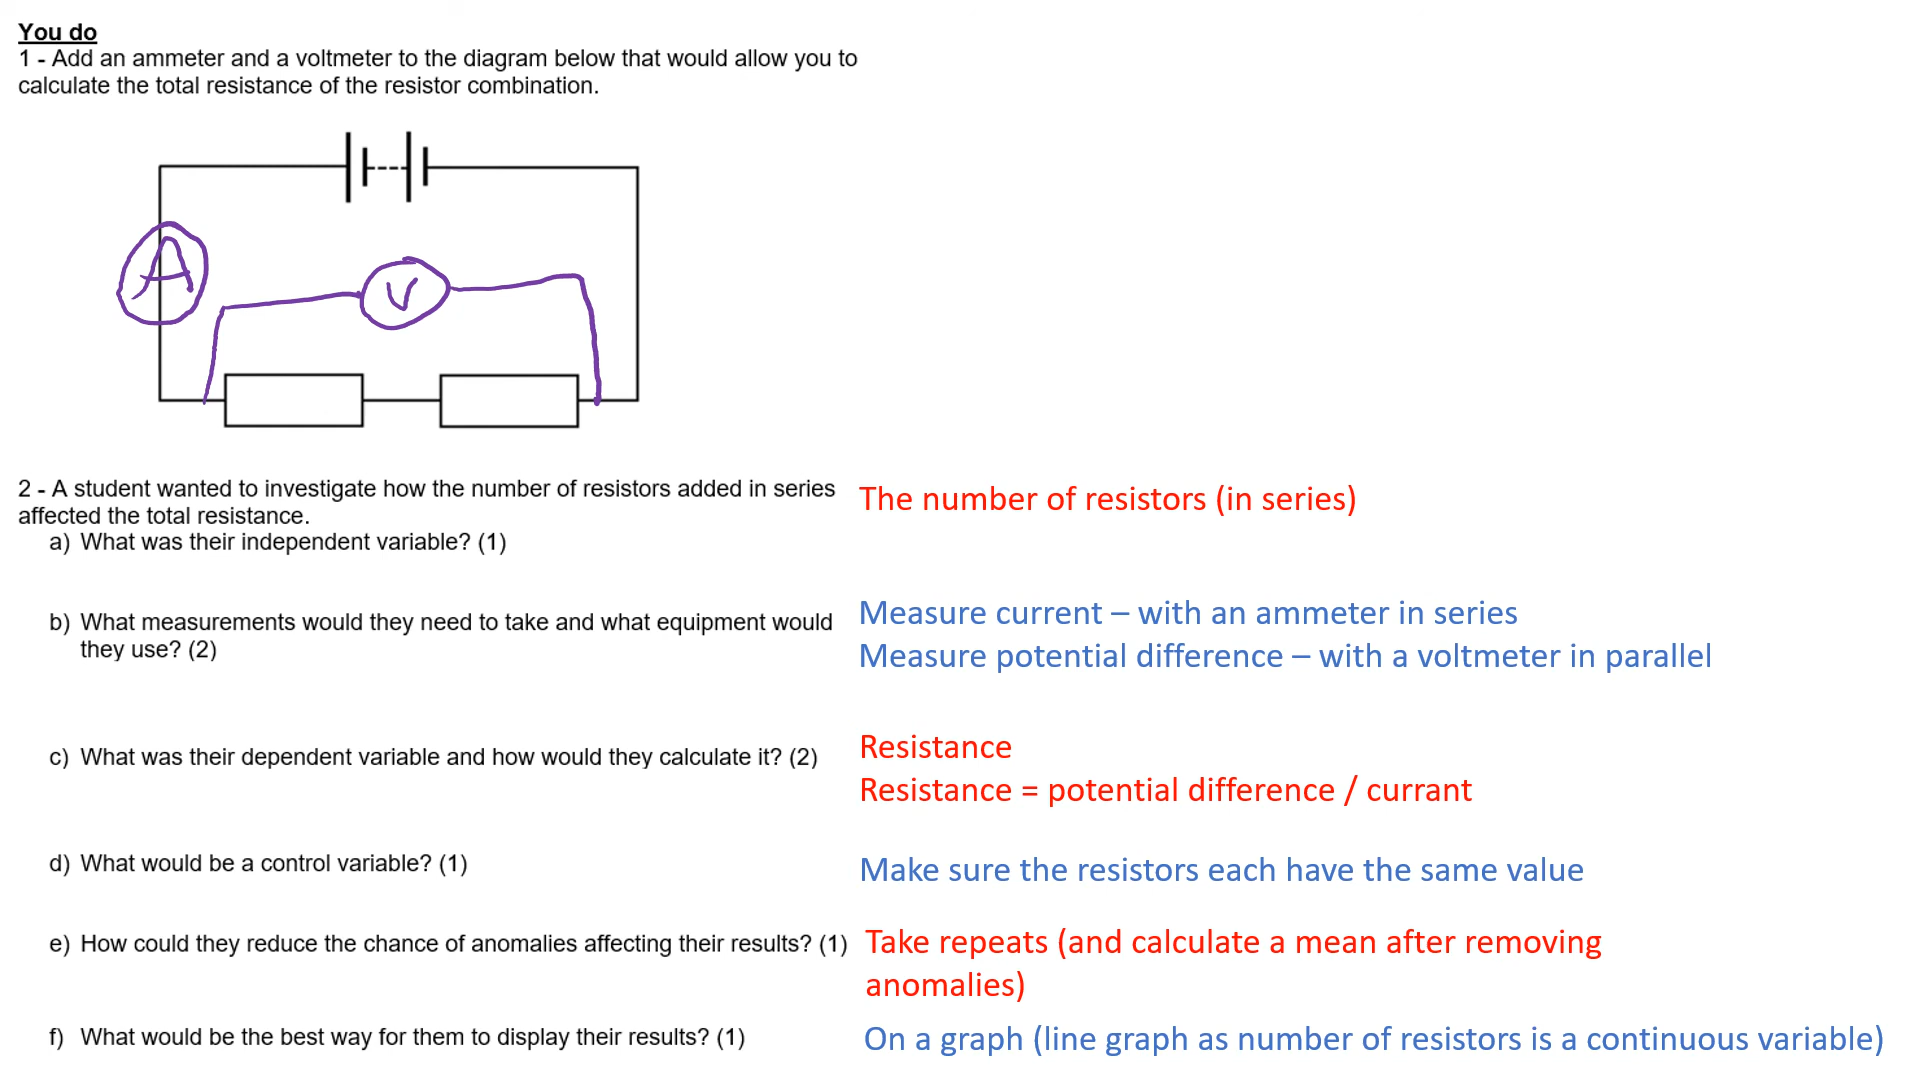 You do
1 - Add an ammeter and a voltmeter to the diagram below that would allow you to
calculate the total resistance of the resistor combination.
A
V
2 - A student wanted to investigate how the number of resistors added in series
affected the total resistance.
The number of resistors (in series)
a) What was their independent variable? (1)
b) What measurements would they need to take and what equipment would
they use? (2)
Measure current – with an ammeter in series
Measure potential difference – with a voltmeter in parallel
c) What was their dependent variable and how would they calculate it? (2)
Resistance
Resistance = potential difference / currant
d) What would be a control variable? (1)
Make sure the resistors each have the same value
e) How could they reduce the chance of anomalies affecting their results? (1)
Take repeats (and calculate a mean after removing
anomalies)
f) What would be the best way for them to display their results? (1)
On a graph (line graph as number of resistors is a continuous variable)